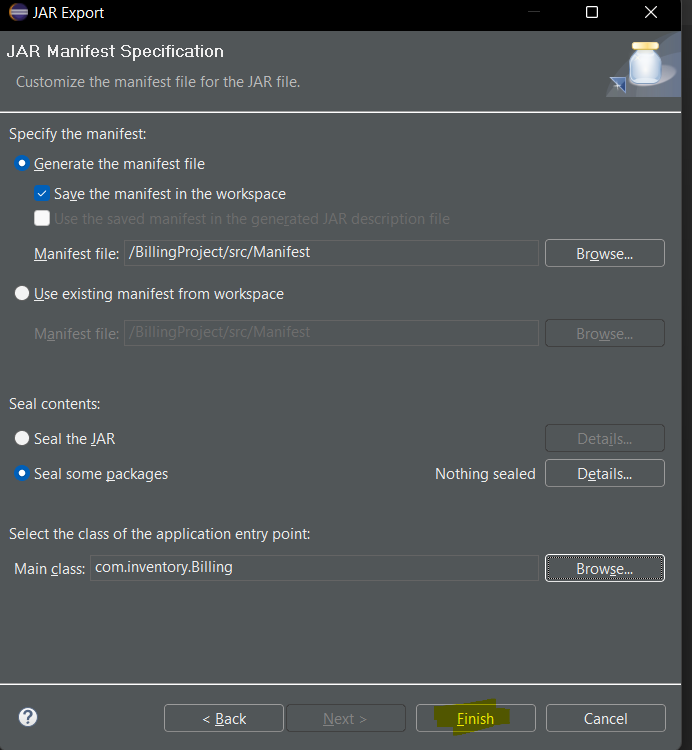 JAR Export
JAR Manifest Specification
Customize the manifest file for the JAR file.
Specify the manifest:
Generate the manifest file
Save the manifest in the workspace
Use the saved manifest in the generated JAR description file
Manifest file: /BillingProject/src/Manifest Browse...
Use existing manifest from workspace
Manifest file: /BillingProject/src/Manifest Browse...
Seal contents:
Seal the JAR Details...
Seal some packages Nothing sealed Details...
Select the class of the application entry point:
Main class: com.inventory.Billing Browse...
? < Back Next > Finish Cancel